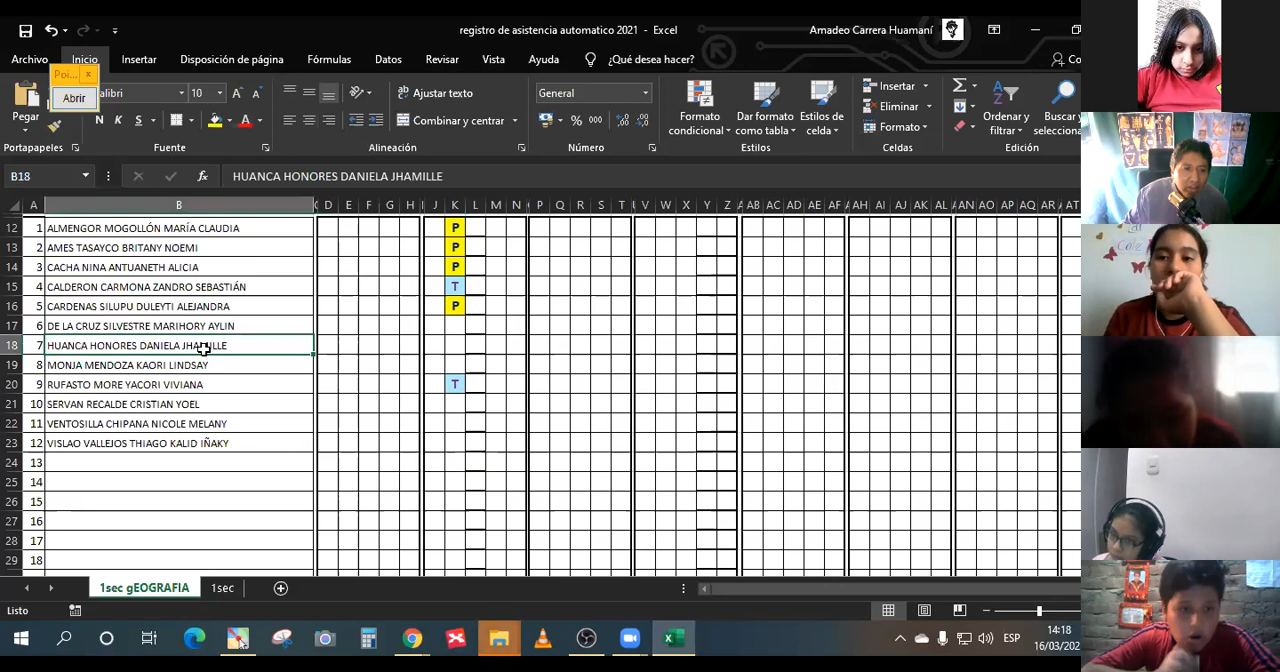 registro de asistencia automatico 2021 - Excel
Amadeo Carrera Huamaní
Archivo Inicio Insertar Disposición de página Fórmulas Datos Revisar Vista Ayuda ¿Qué desea hacer? Co
Poi... x
Abrir
alibri 10 A A
Ajustar texto
General
Insertar
Eliminar
Formato
Pegar
N K S
Combinar y centrar
% 000
Formato condicional
Dar formato como tabla
Estilos de celda
Ordenar y filtrar
Buscar y selecciona
Portapapeles Fuente Alineación Número Estilos Celdas Edición
B18 fx HUANCA HONORES DANIELA JHAMILLE
A B C D E F G H I J K L M N P Q R S T U V W X Y Z A AB AC AD AE AF A AH AI AJ AK AL A AN AO AP AQ AR A AT
12 1 ALMENGOR MOGOLLÓN MARÍA CLAUDIA P
13 2 AMES TASAYCO BRITANY NOEMI P
14 3 CACHA NINA ANTUANETH ALICIA P
15 4 CALDERON CARMONA ZANDRO SEBASTIÁN T
16 5 CARDENAS SILUPU DULEYTI ALEJANDRA P
17 6 DE LA CRUZ SILVESTRE MARIHORY AYLIN
18 7 HUANCA HONORES DANIELA JHAMILLE
19 8 MONJA MENDOZA KAORI LINDSAY
20 9 RUFASTO MORE YACORI VIVIANA T
21 10 SERVAN RECALDE CRISTIAN YOEL
22 11 VENTOSILLA CHIPANA NICOLE MELANY
23 12 VISLAO VALLEJOS THIAGO KALID IÑAKY
24 13
25 14
26 15
27 16
28 17
29 18
1sec gEOGRAFIA 1sec
Listo
ESP
14:18
16/03/202